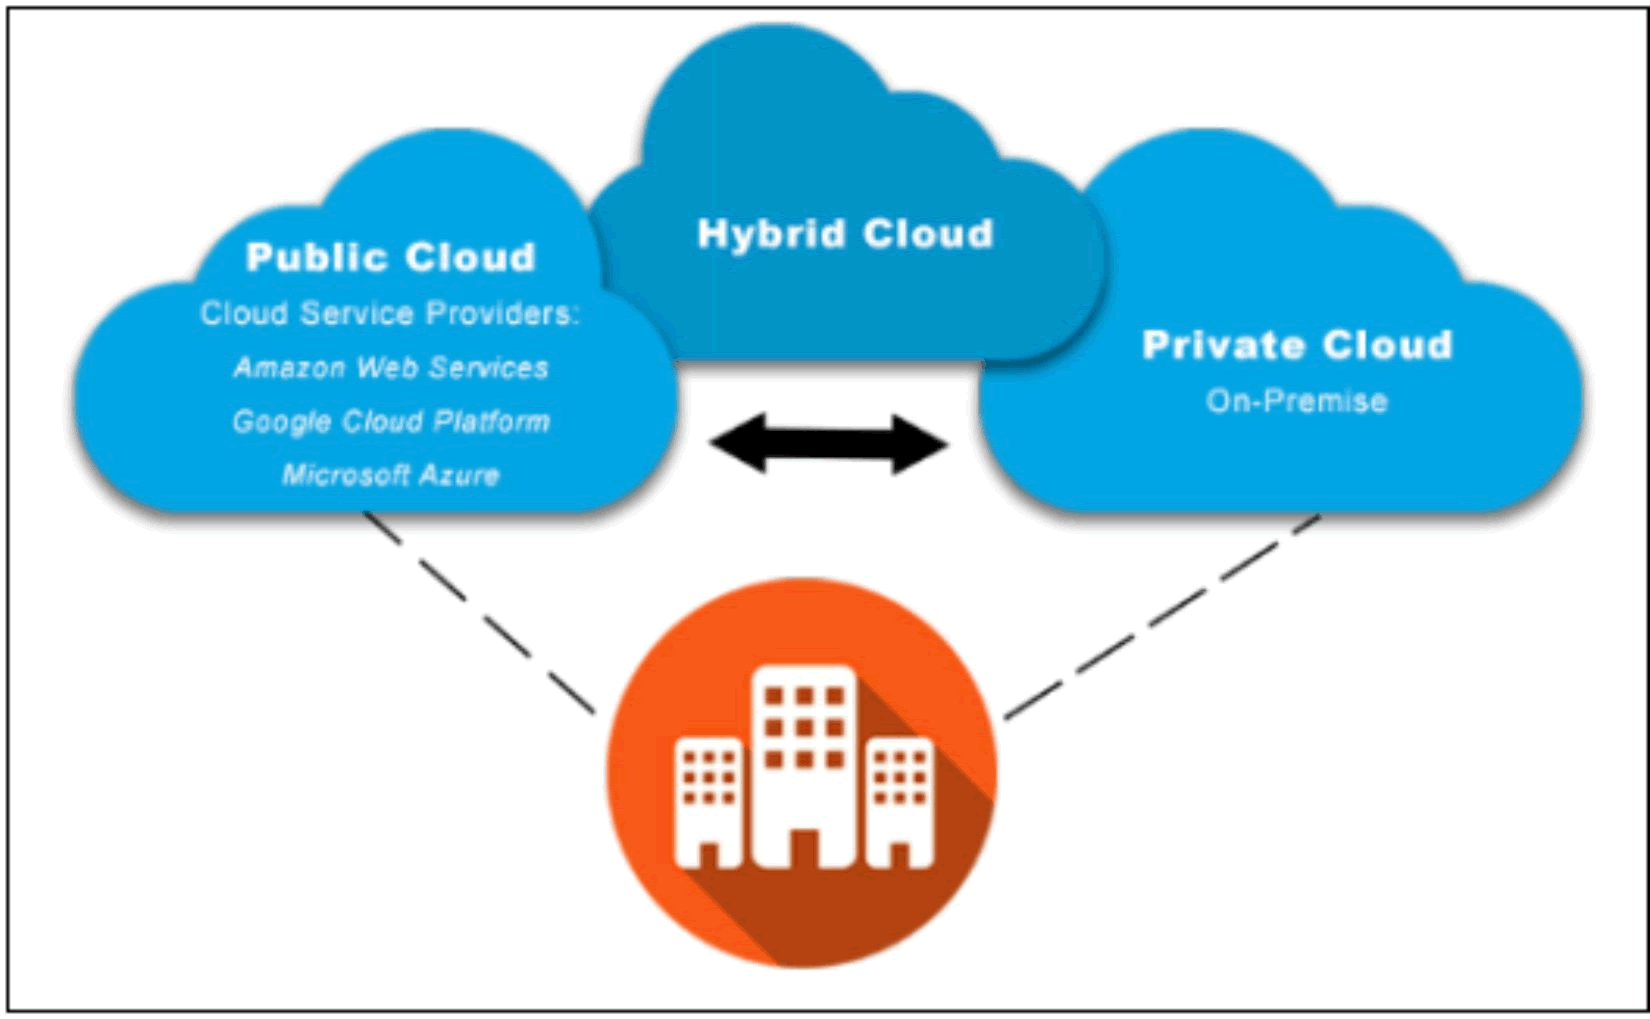 Hybrid Cloud
Public Cloud
Cloud Service Providers:
Amazon Web Services
Google Cloud Platform
Microsoft Azure
Private Cloud
On-Premise